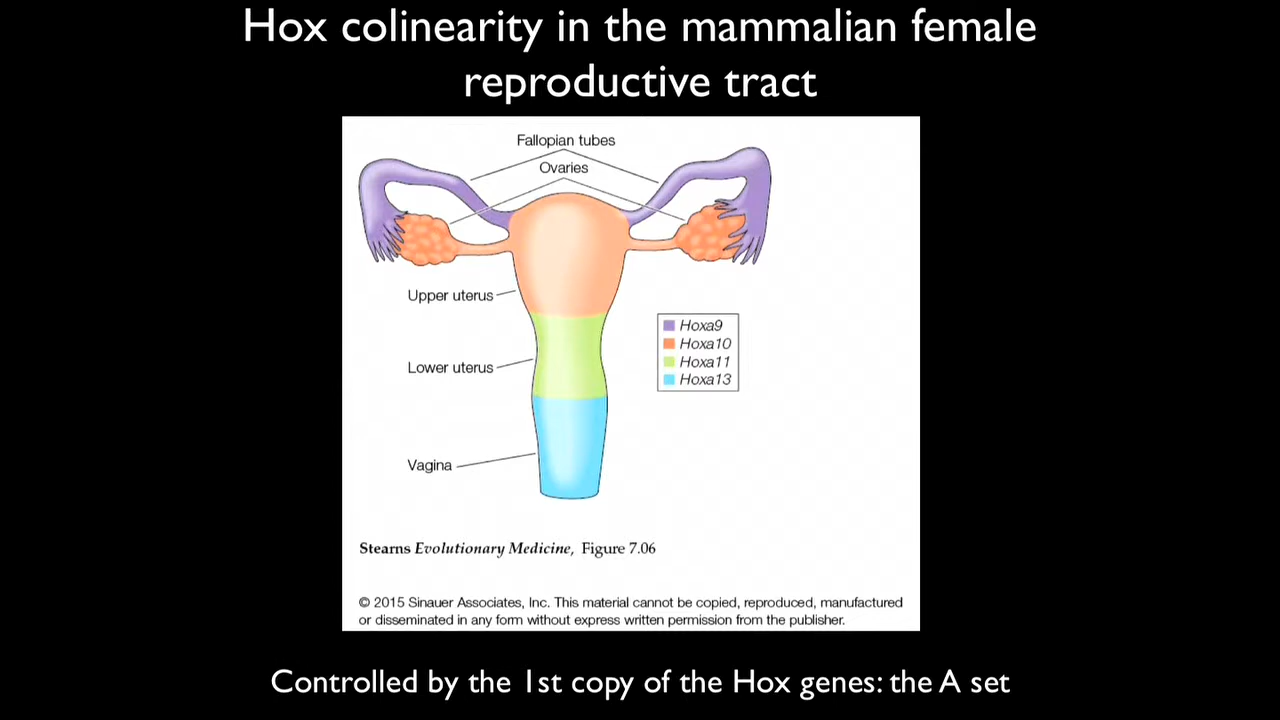 Hox colinearity in the mammalian female
reproductive tract
Fallopian tubes
Ovaries
Upper uterus
Hoxa9
Hoxa10
Hoxa11
Hoxa13
Lower uterus
Vagina
Stearns Evolutionary Medicine, Figure 7.06
© 2015 Sinauer Associates, Inc. This material cannot be copied, reproduced, manufactured
or disseminated in any form without express written permission from the publisher.
Controlled by the 1st copy of the Hox genes: the A set